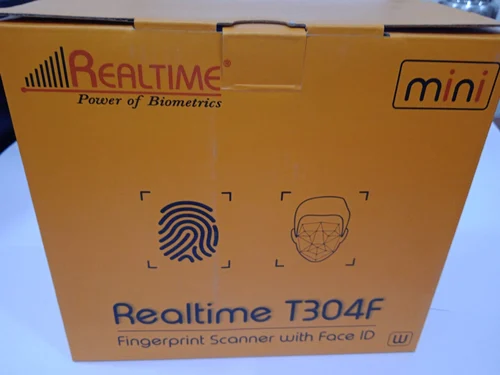 REALTIME®
Power of Biometrics
mini
Realtime T304F
Fingerprint Scanner with Face ID
W